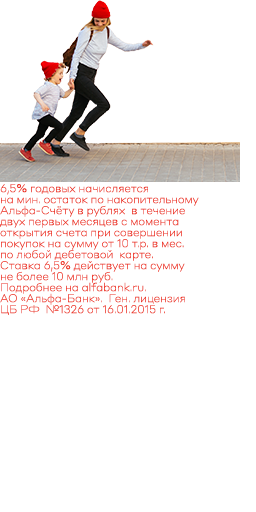 6,5% годовых начисляется
на мин. остаток по накопительному
Альфа-Счёту в рублях в течение
двух первых месяцев с момента
открытия счета при совершении
покупок на сумму от 10 т.р. в мес.
по любой дебетовой карте.
Ставка 6,5% действует на сумму
не более 10 млн руб.
Подробнее на alfabank.ru.
АО «Альфа-Банк». Ген. лицензия
ЦБ РФ №1326 от 16.01.2015 г.